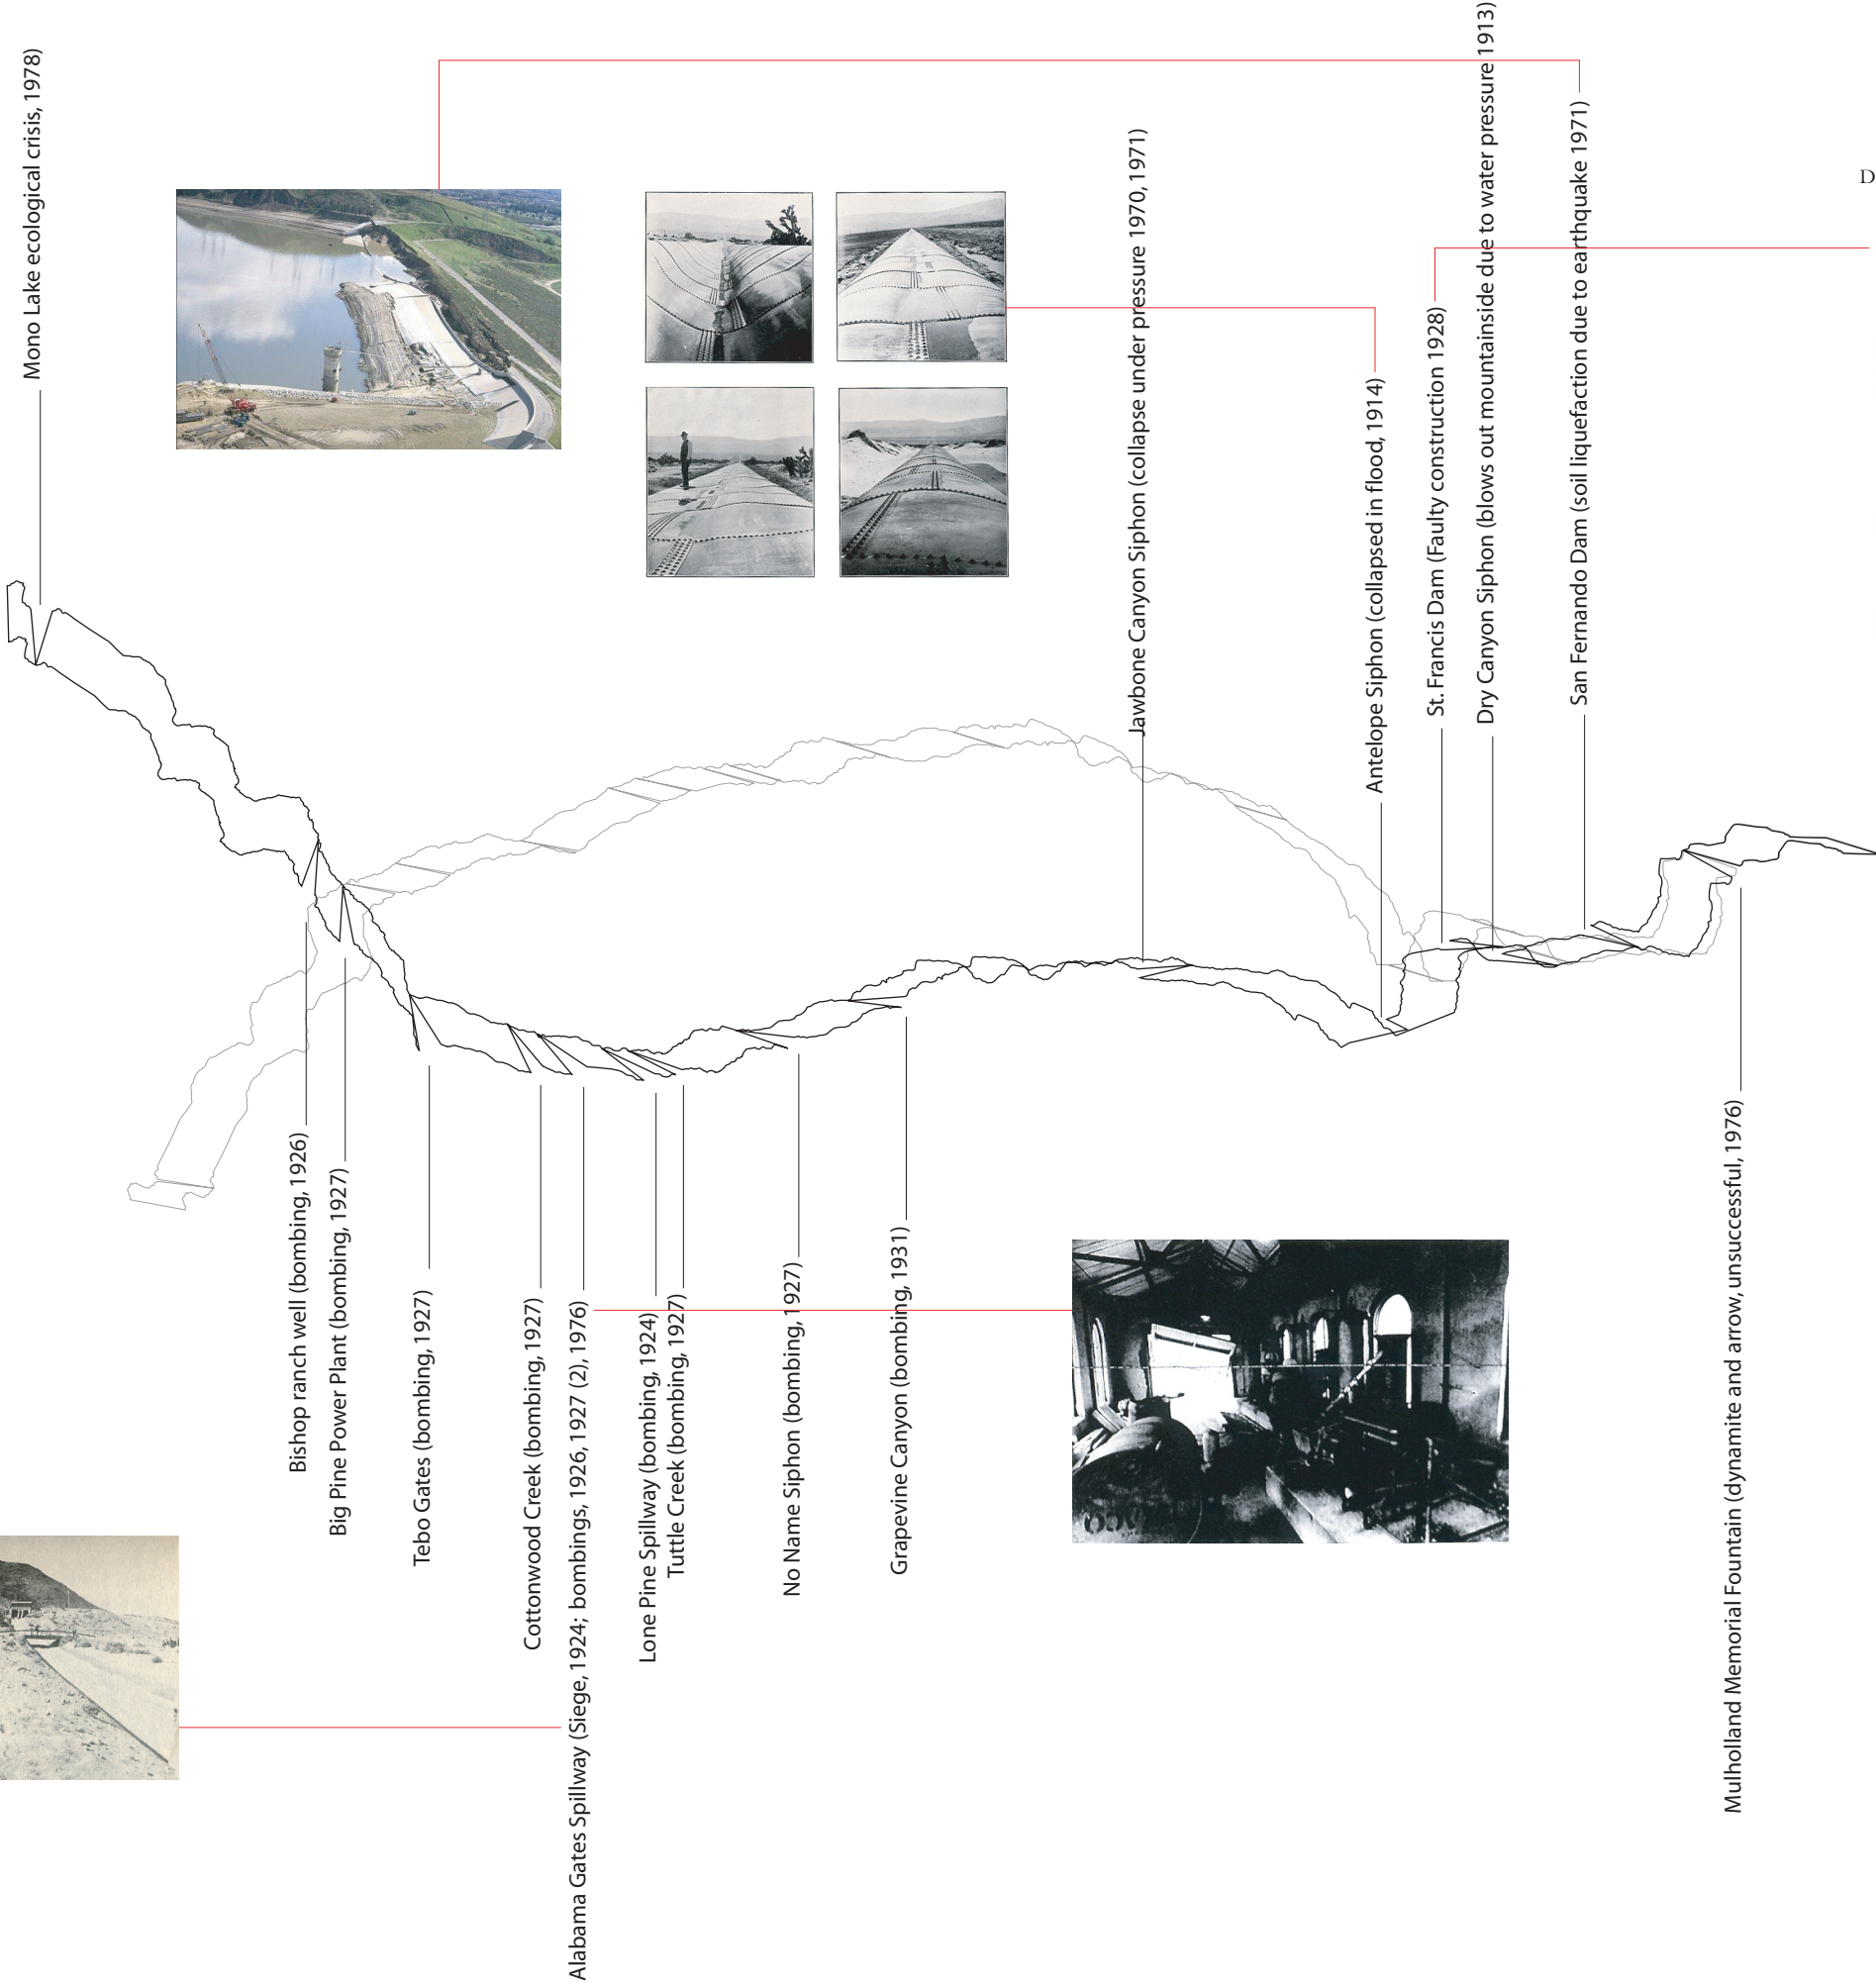 Mono Lake ecological crisis, 1978)
Jawbone Canyon Siphon (collapse under pressure 1970, 1971)
Antelope Siphon (collapsed in flood, 1914)
St. Francis Dam (Faulty construction 1928)
Dry Canyon Siphon (blows out mountainside due to water pressure 1913)
San Fernando Dam (soil liquefaction due to earthquake 1971)
D
Bishop ranch well (bombing, 1926)
Big Pine Power Plant (bombing, 1927)
Tebo Gates (bombing, 1927)
Cottonwood Creek (bombing, 1927)
Alabama Gates Spillway (Siege, 1924; bombings, 1926, 1927 (2), 1976)
Lone Pine Spillway (bombing, 1924)
Tuttle Creek (bombing, 1927)
No Name Siphon (bombing, 1927)
Grapevine Canyon (bombing, 1931)
Mulholland Memorial Fountain (dynamite and arrow, unsuccessful, 1976)